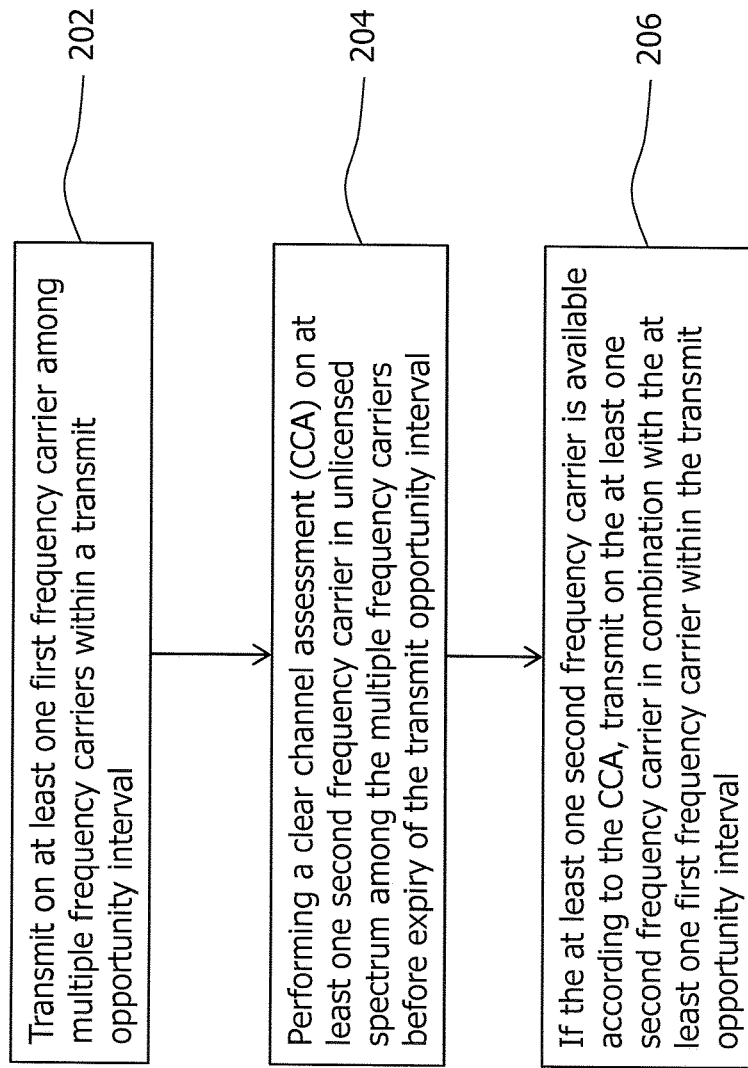 Transmit on at least one first frequency carrier among
multiple frequency carriers within a transmit
opportunity interval
202
Performing a clear channel assessment (CCA) on at
least one second frequency carrier in unlicensed
spectrum among the multiple frequency carriers
before expiry of the transmit opportunity interval
204
If the at least one second frequency carrier is available
according to the CCA, transmit on the at least one
second frequency carrier in combination with the at
least one first frequency carrier within the transmit
opportunity interval
206